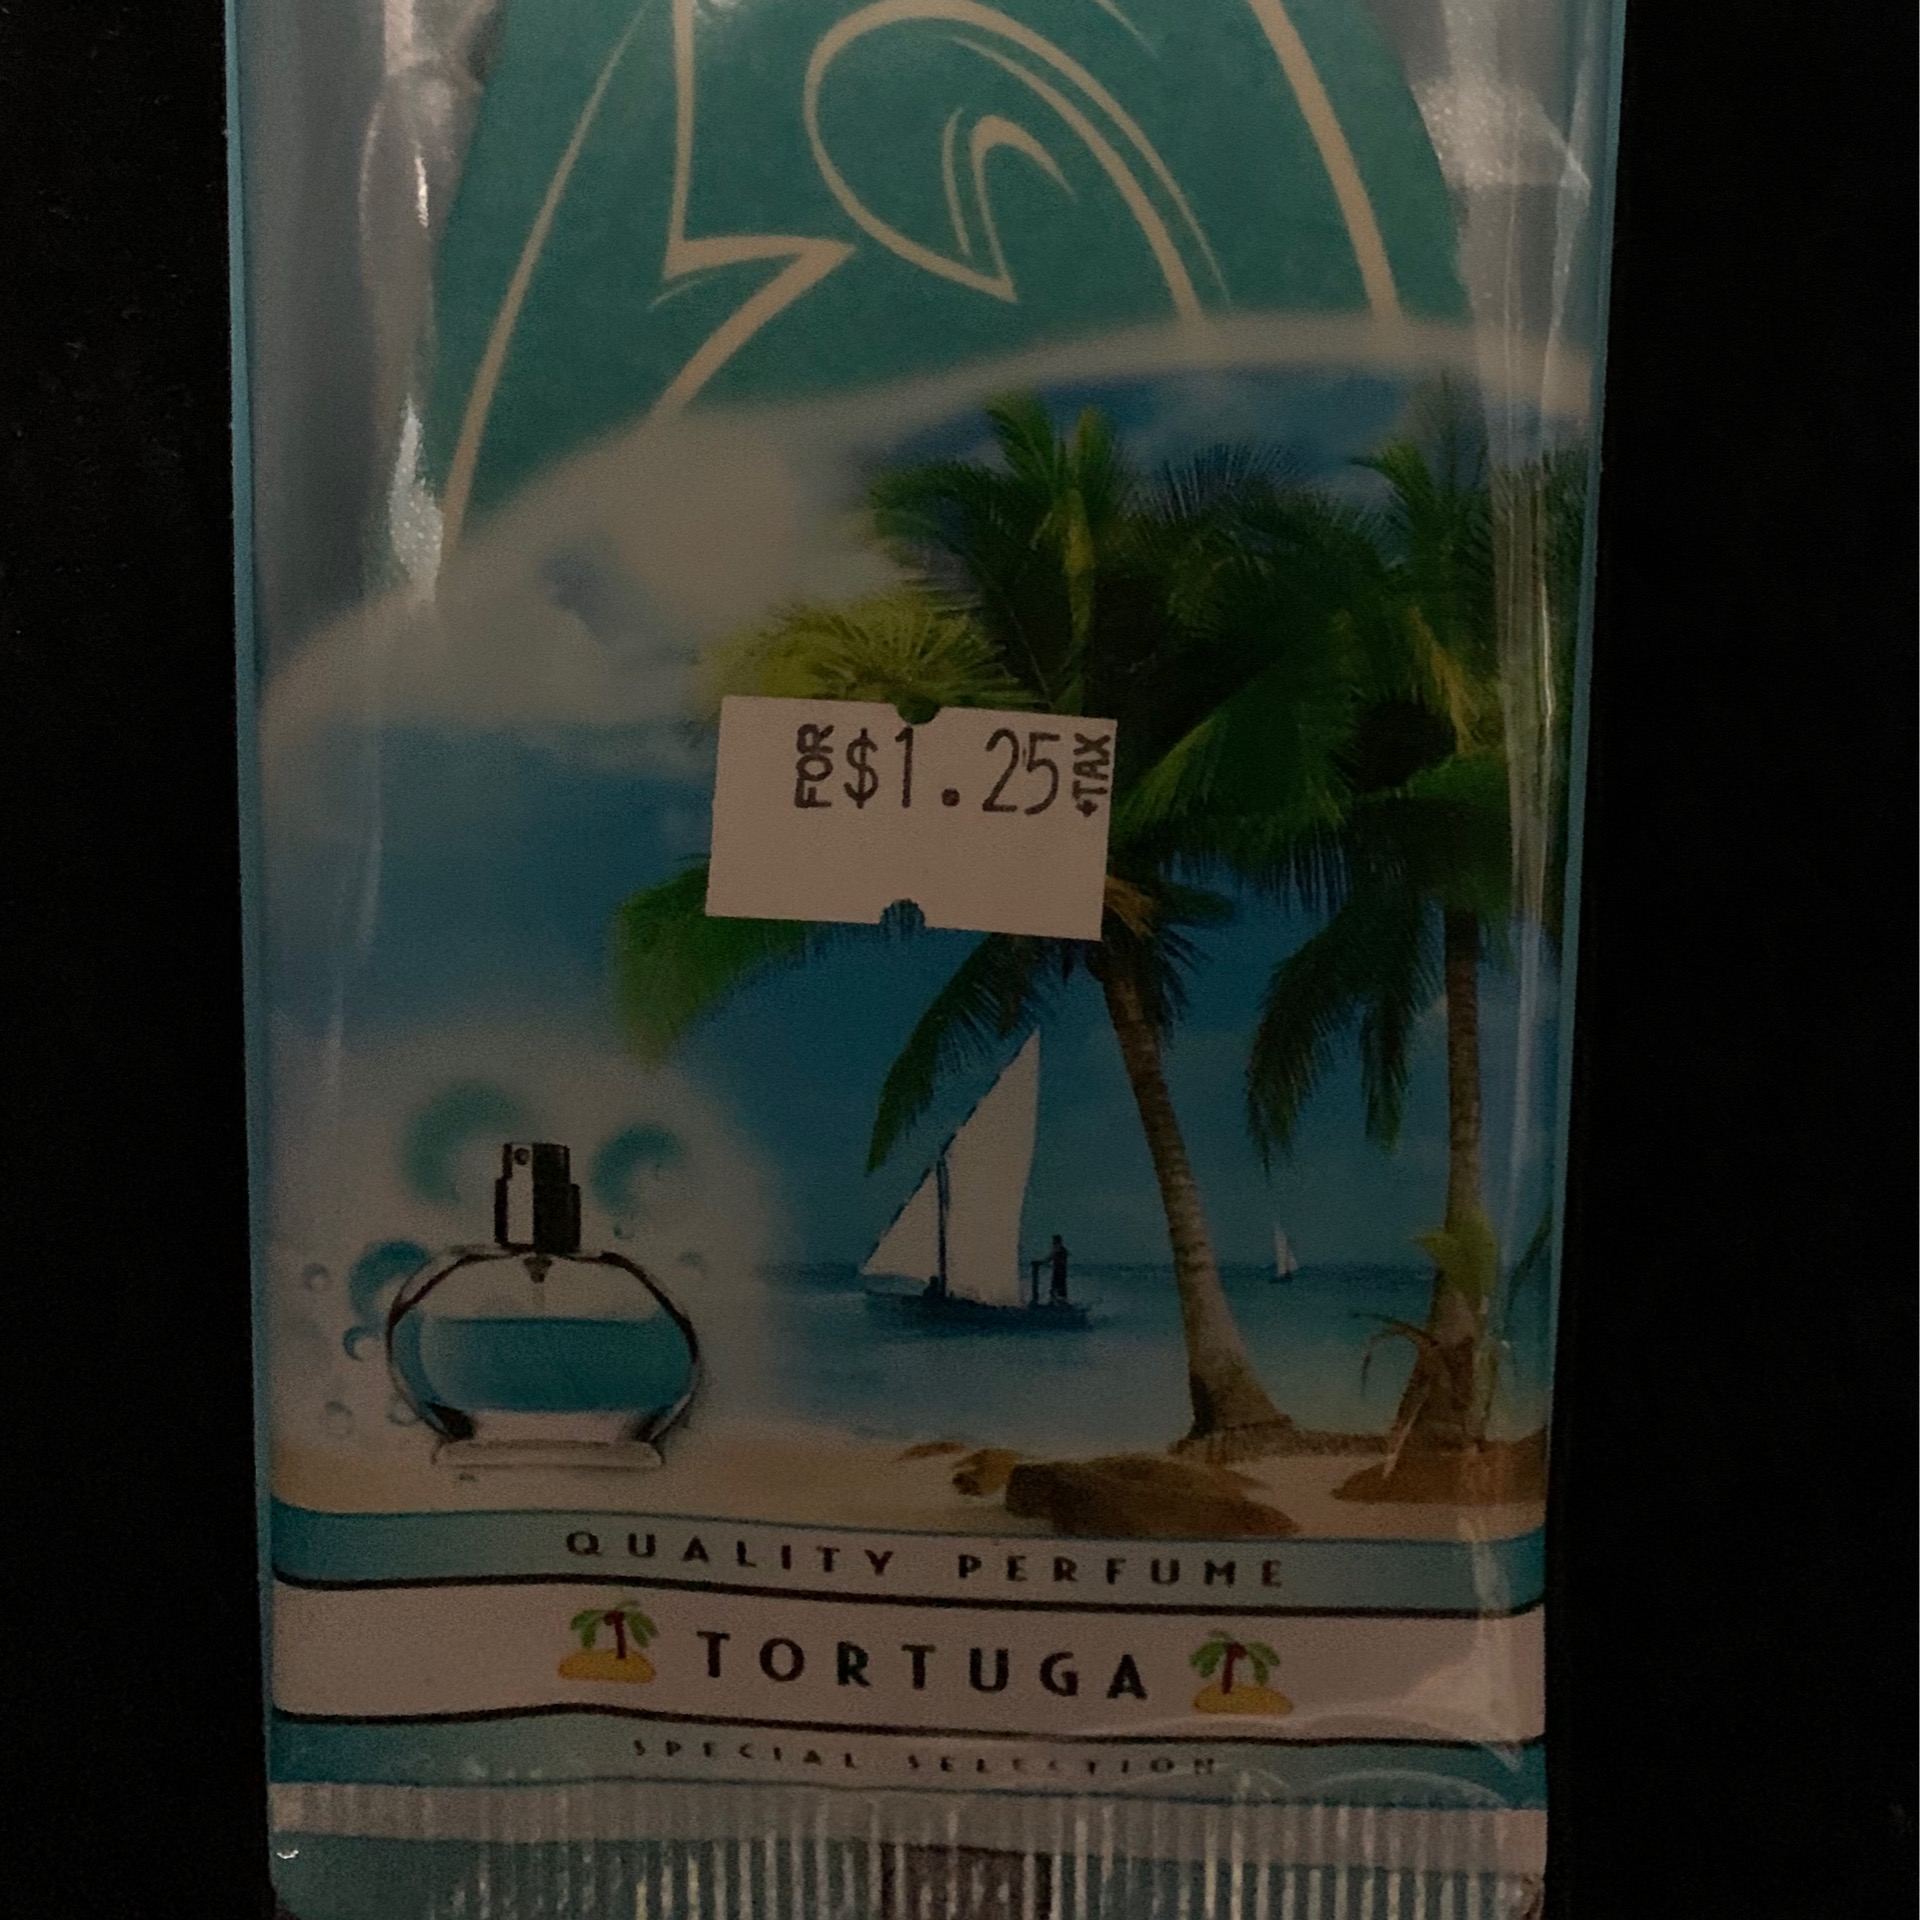 FOR $1.25 +TAX
QUALITY PERFUME
TORTUGA
SPECIAL SELECTION